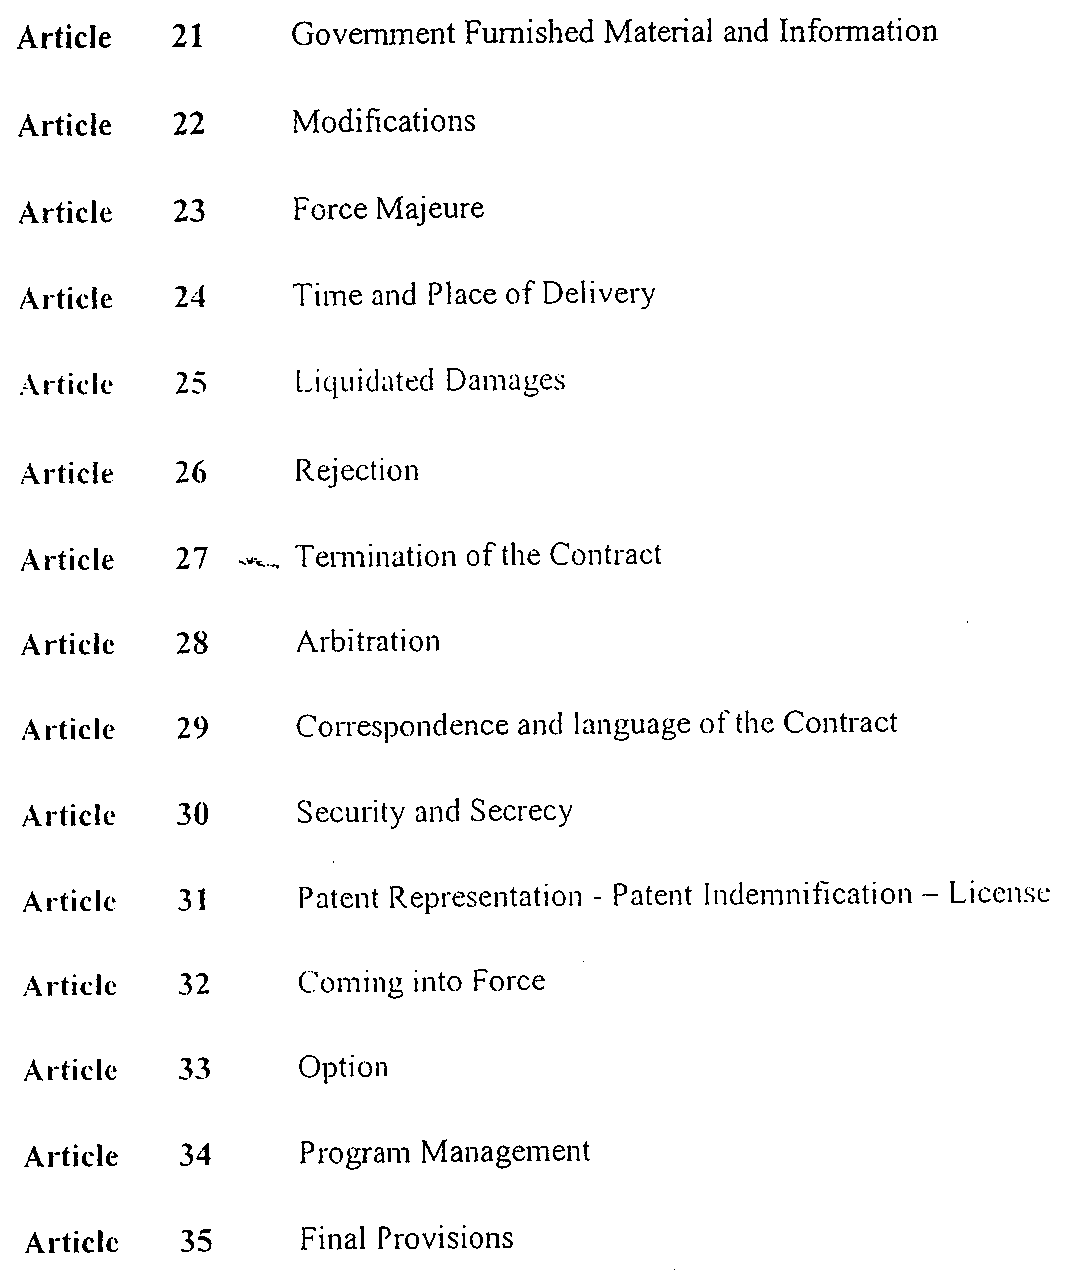 Article 21 Government Furnished Material and Information
Article 22 Modifications
Article 23 Force Majeure
Article 24 Time and Place of Delivery
Article 25 Liquidated Damages
Article 26 Rejection
Article 27 Termination of the Contract
Article 28 Arbitration
Article 29 Correspondence and language of the Contract
Article 30 Security and Secrecy
Article 31 Patent Representation - Patent Indemnification – License
Article 32 Coming into Force
Article 33 Option
Article 34 Program Management
Article 35 Final Provisions